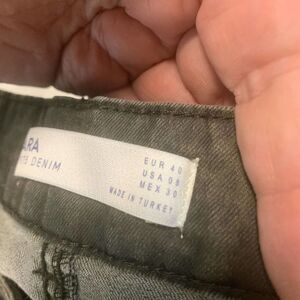 ARA
DENIM
EUR 40
USA 08
MEX 30
MADE IN TURKEY